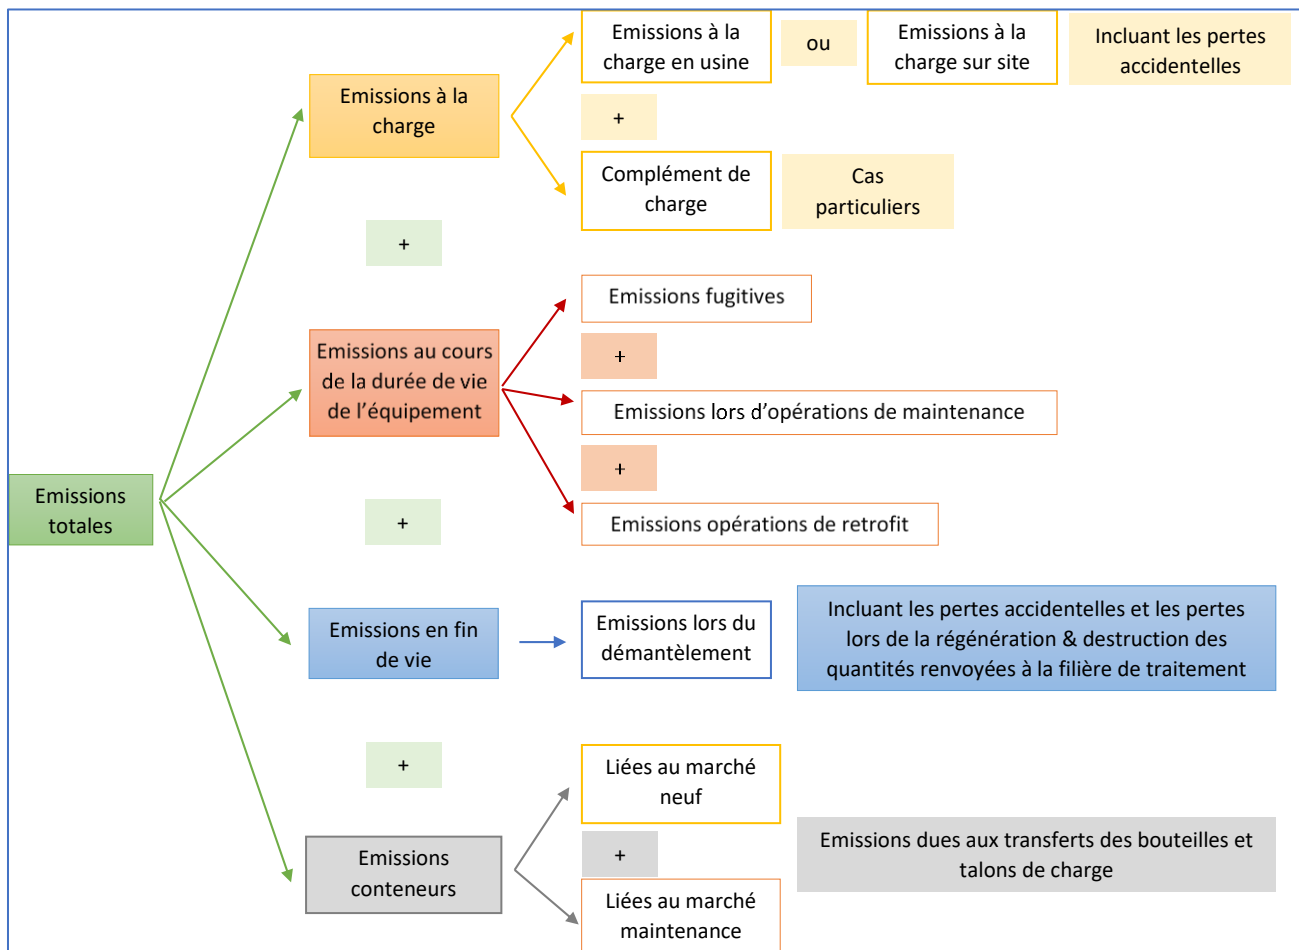 Emissions à la
charge en usine
ou
Emissions à la
charge sur site
Incluant les pertes
accidentelles
Emissions à la
charge
+
Complément de
charge
Cas
particuliers
+
Emissions fugitives
+
Emissions au cours
de la durée de vie
de l’équipement
Emissions lors d’opérations de maintenance
+
Emissions opérations de retrofit
Emissions
totales
+
Emissions en fin
de vie
Emissions lors du
démantèlement
Incluant les pertes accidentelles et les pertes
lors de la régénération & destruction des
quantités renvoyées à la filière de traitement
+
Liées au marché
neuf
+
Emissions dues aux transferts des bouteilles et
talons de charge
Emissions
conteneurs
Liées au marché
maintenance